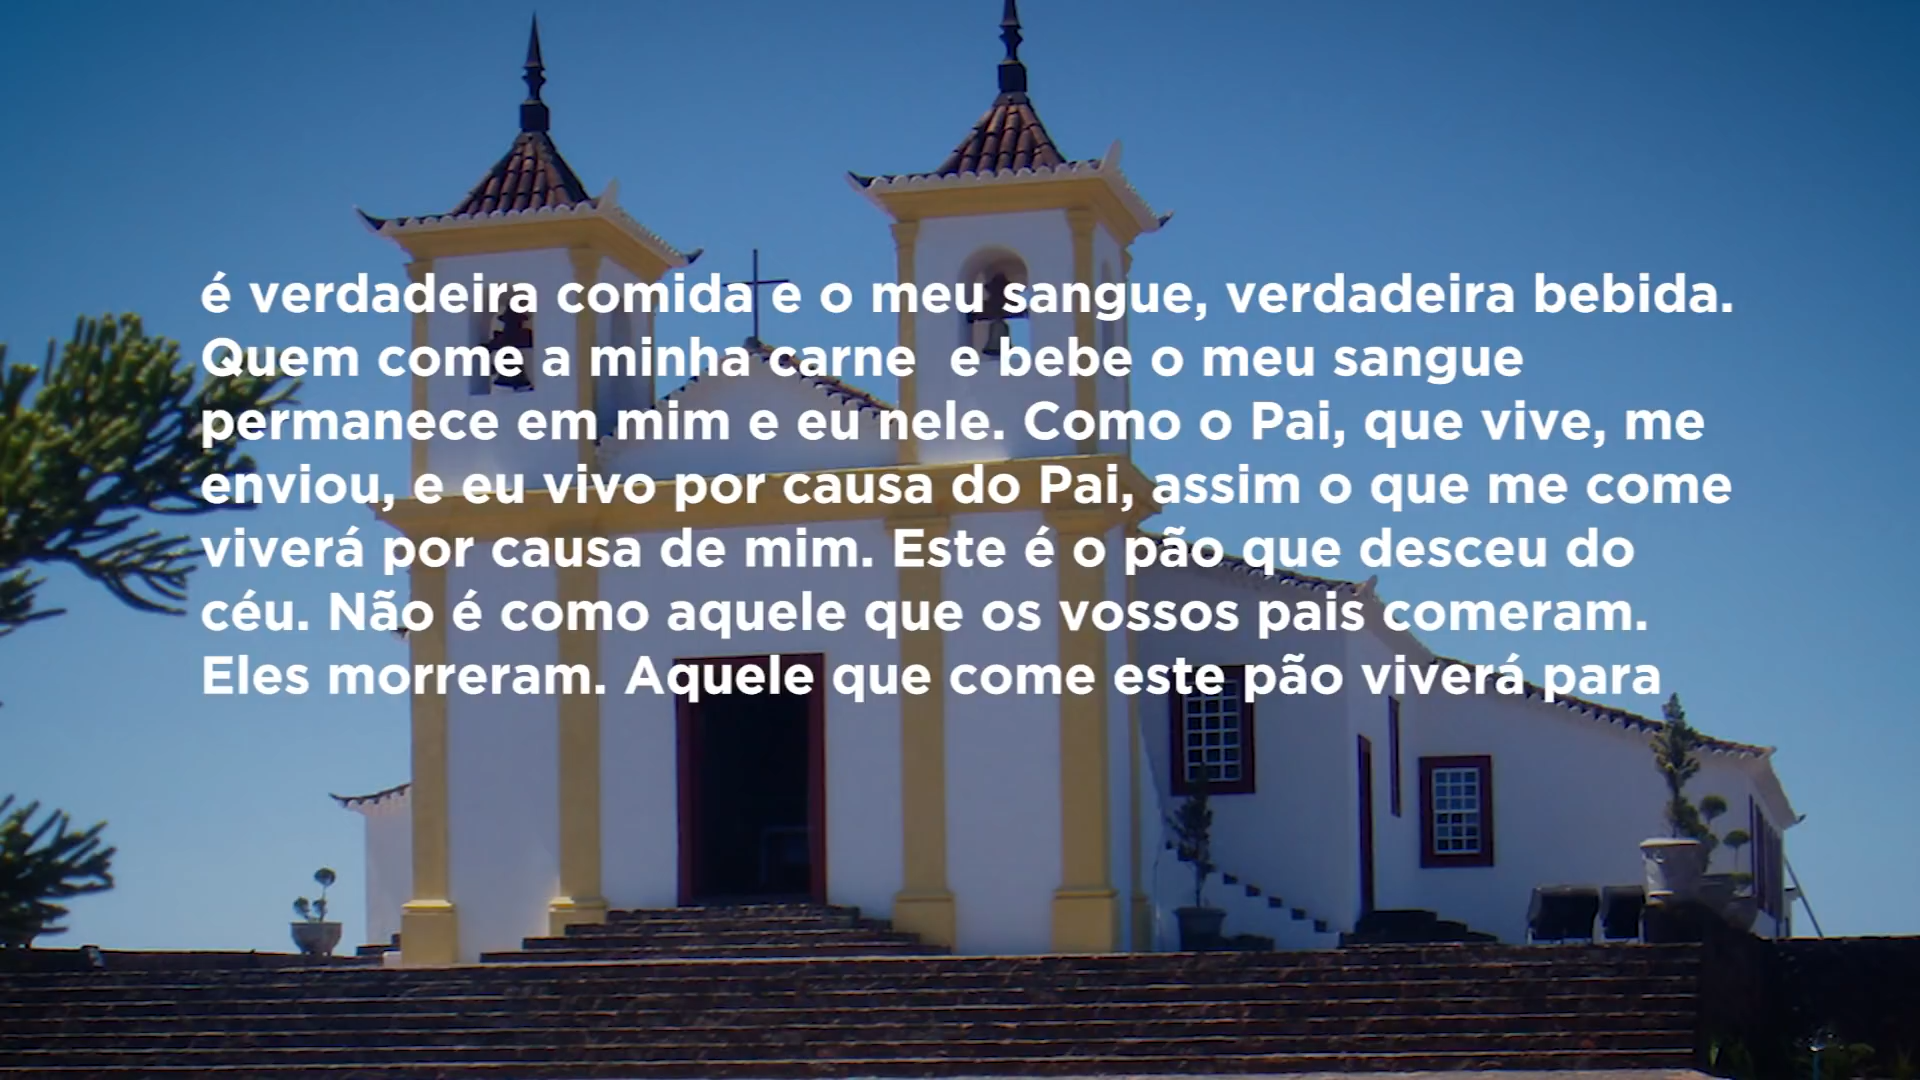 é verdadeira comida e o meu sangue, verdadeira bebida.
Quem come a minha carne  e bebe o meu sangue
permanece em mim e eu nele. Como o Pai, que vive, me
enviou, e eu vivo por causa do Pai, assim o que me come
viverá por causa de mim. Este é o pão que desceu do
céu. Não é como aquele que os vossos pais comeram.
Eles morreram. Aquele que come este pão viverá para